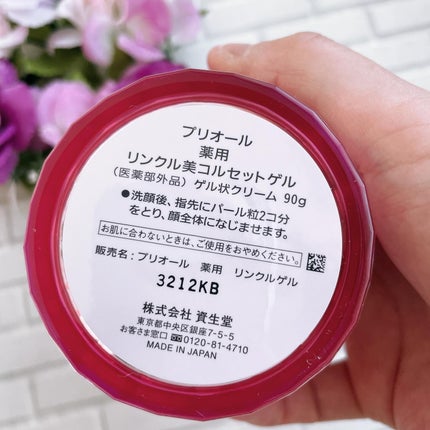 プリオール
薬用
リンクル美コルセットゲル
(医薬部外品) ゲル状クリーム 90g
●洗顔後、指先にパール粒2コ分
をとり、顔全体になじませます。
お肌に合わないときは、ご使用をおやめください。
販売名:プリオール 薬用 リンクルゲル
3212KB
株式会社 資生堂
東京都中央区銀座7-5-5
お客さま窓口 0120-81-4710
MADE IN JAPAN